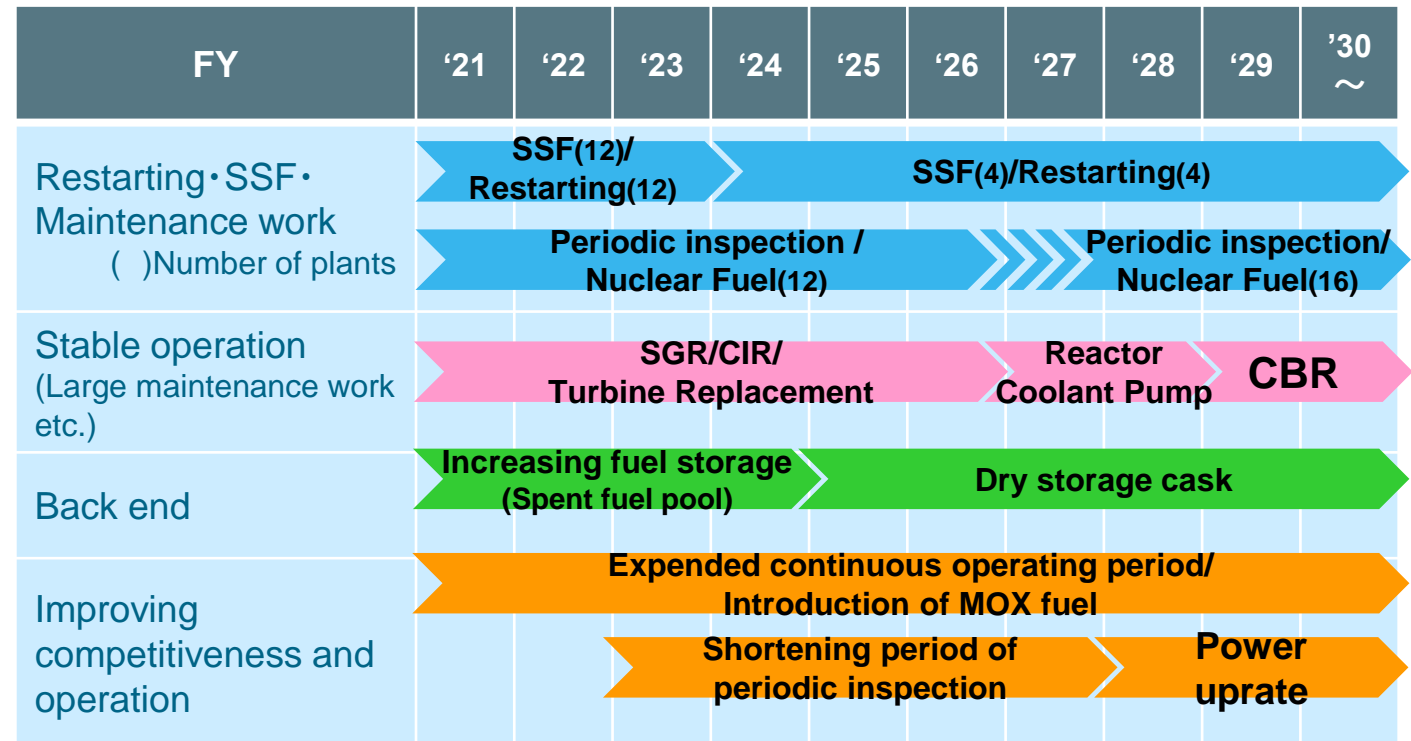 FY
‘21
‘22
‘23
‘24
‘25
‘26
‘27
‘28
‘29
’30
～
Restarting・SSF・
Maintenance work
(   )Number of plants
SSF(12)/
Restarting(12)
SSF(4)/Restarting(4)
Periodic inspection /
Nuclear Fuel(12)
Periodic inspection/
Nuclear Fuel(16)
Stable operation
(Large maintenance work
etc.)
SGR/CIR/
Turbine Replacement
Reactor
Coolant Pump
CBR
Back end
Increasing fuel storage
(Spent fuel pool)
Dry storage cask
Improving
competitiveness and
operation
Expended continuous operating period/
Introduction of MOX fuel
Shortening period of
periodic inspection
Power
uprate